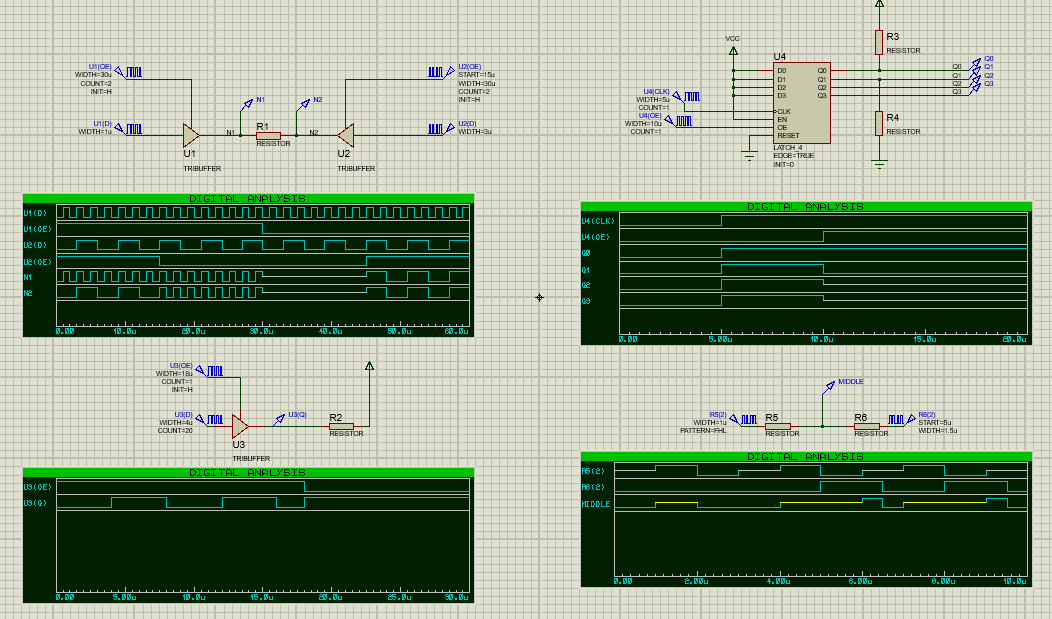 U1(OE)
WIDTH=30u
COUNT=2
INIT=H
U2(OE)
START=15u
WIDTH=30u
COUNT=2
INIT=H
N1
N2
U1(D)
WIDTH=1u
U2(D)
WIDTH=3u
N1
R1
RESISTOR
N2
U1
TRIBUFFER
U2
TRIBUFFER
R3
RESISTOR
VCC
U4
D0
D1
D2
D3
CLK
EN
OE
RESET
Q0
Q1
Q2
Q3
LATCH_4
EDGE=TRUE
INIT=0
U4(CLK)
WIDTH=5u
COUNT=1
U4(OE)
WIDTH=10u
COUNT=1
Q0
Q1
Q2
Q3
Q0
Q1
Q2
Q3
R4
RESISTOR
DIGITAL ANALYSIS
U1(D)
U1(OE)
U2(D)
U2(OE)
N1
N2
0.00 10.0u 20.0u 30.0u 40.0u 50.0u 60.0u
DIGITAL ANALYSIS
U4(CLK)
U4(OE)
Q0
Q1
Q2
Q3
0.00 5.00u 10.0u 15.0u 20.0u
U3(OE)
WIDTH=18u
COUNT=1
INIT=H
U3(D)
WIDTH=4u
COUNT=20
U3(Q)
R2
RESISTOR
U3
TRIBUFFER
MIDDLE
R5(2)
WIDTH=1u
PATTERN=FHL
R5
RESISTOR
R6
RESISTOR
R6(2)
START=5u
WIDTH=1.5u
DIGITAL ANALYSIS
U3(OE)
U3(Q)
0.00 5.00u 10.0u 15.0u 20.0u 25.0u 30.0u
DIGITAL ANALYSIS
R5(2)
R6(2)
MIDDLE
0.00 2.00u 4.00u 6.00u 8.00u 10.0u